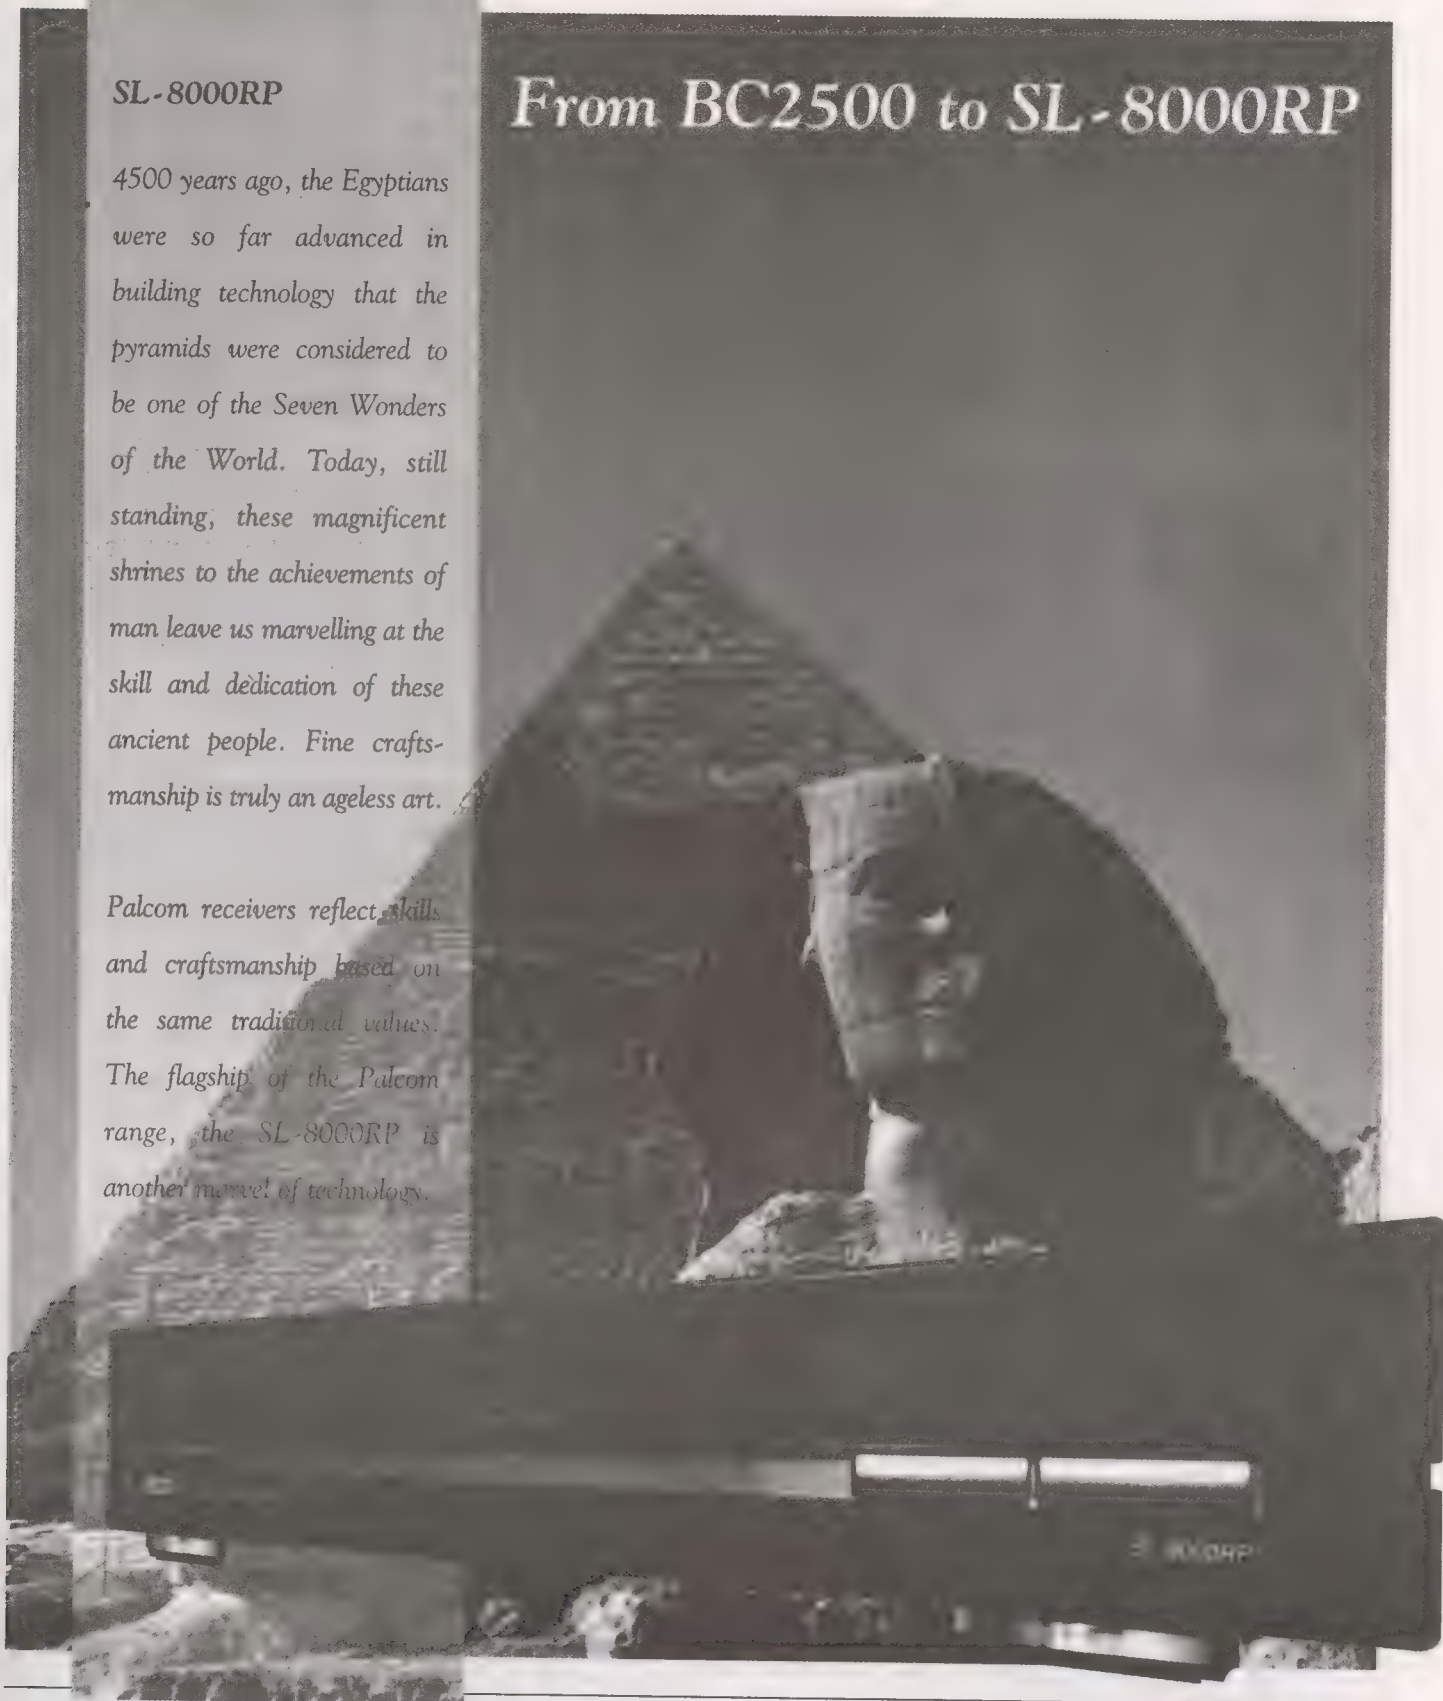 SL-8000RP
4500 years ago, the Egyptians
were so far advanced in
building technology that the
pyramids were considered to
be one of the Seven Wonders
of the World. Today, still
standing, these magnificent
shrines to the achievements of
man leave us marvelling at the
skill and dedication of these
ancient people. Fine crafts-
manship is truly an ageless art.
Palcom receivers reflect skills
and craftsmanship based on
the same traditional values.
The flagship of the Palcom
range, the SL-8000RP is
another marvel of technology.
From BC2500 to SL-8000RP